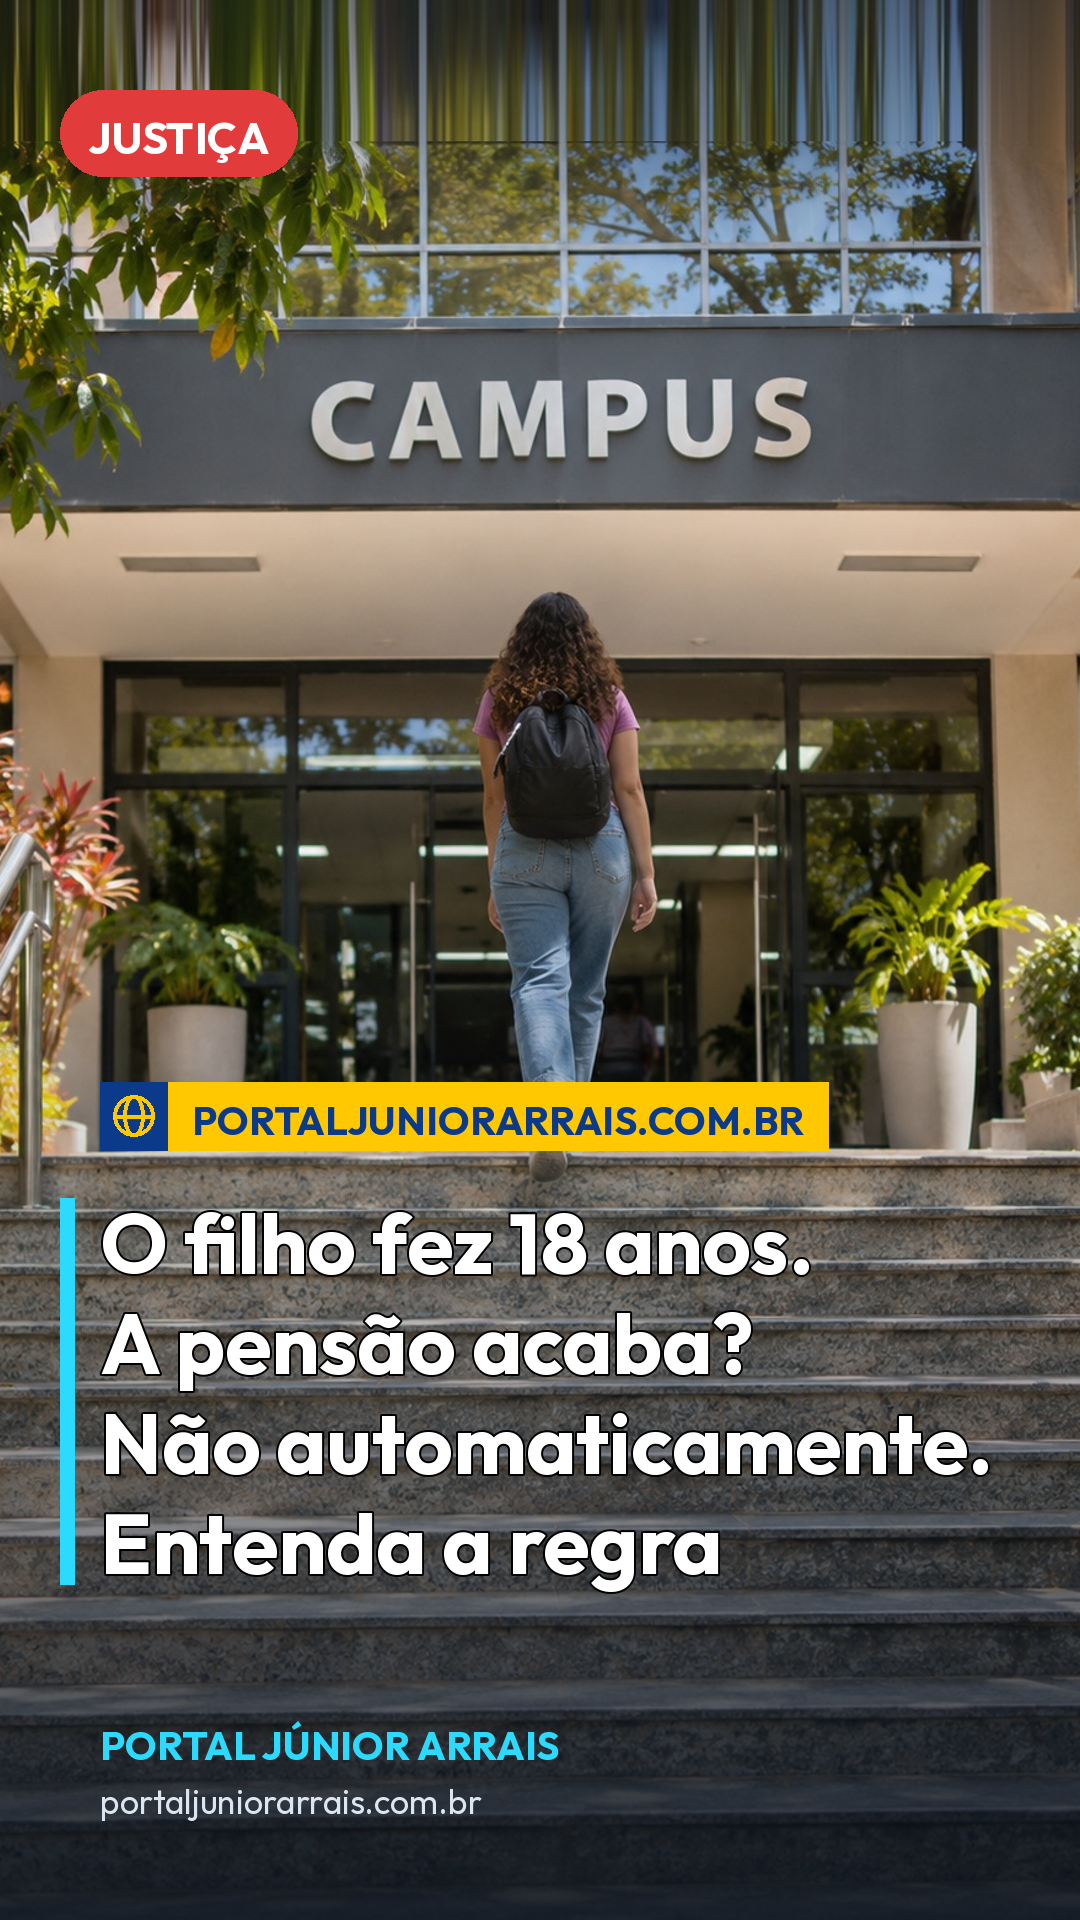 JUSTIÇA
CAMPUS
PORTALJUNIORARRAIS.COM.BR
O filho fez 18 anos.
A pensão acaba?
Não automaticamente.
Entenda a regra
PORTAL JÚNIOR ARRAIS
portaljuniorarrais.com.br